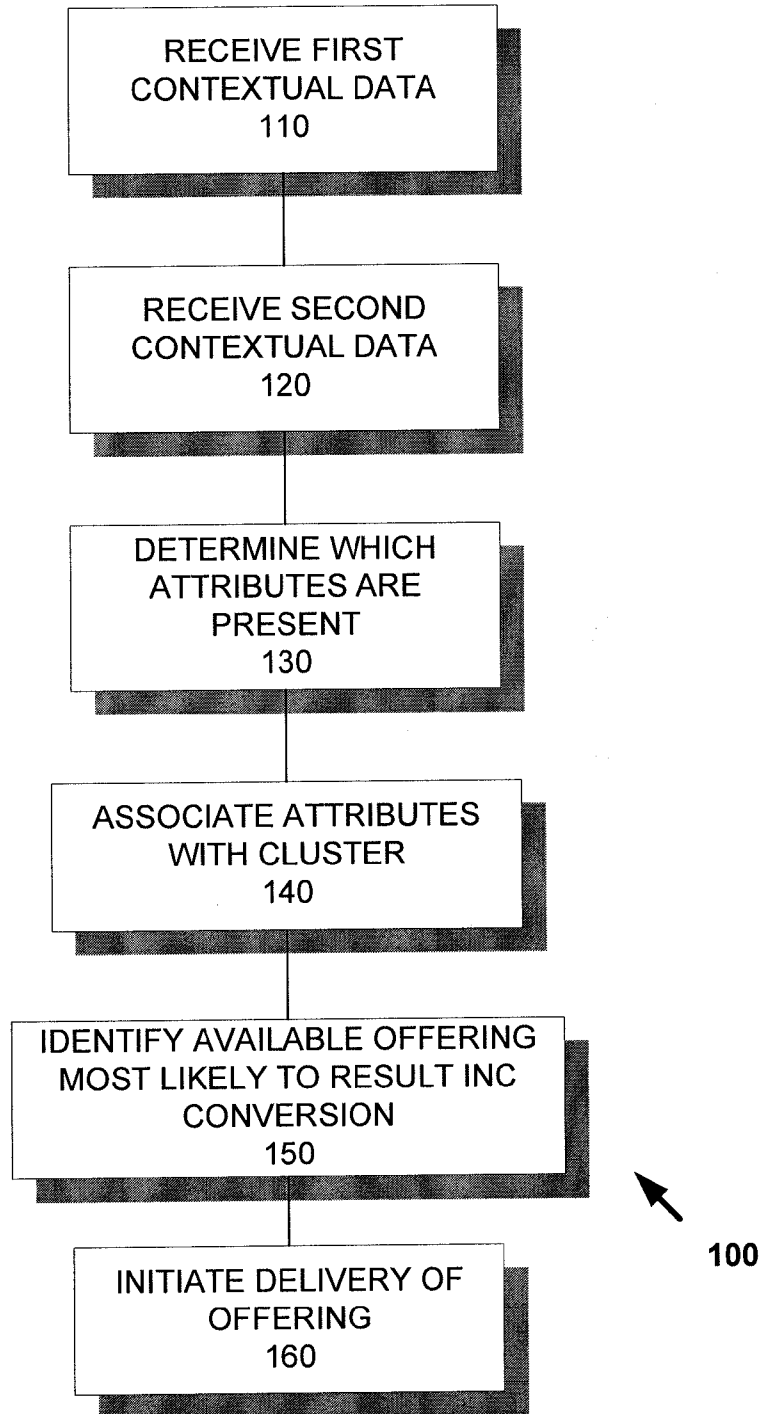 RECEIVE FIRST
CONTEXTUAL DATA
110
RECEIVE SECOND
CONTEXTUAL DATA
120
DETERMINE WHICH
ATTRIBUTES ARE
PRESENT
130
ASSOCIATE ATTRIBUTES
WITH CLUSTER
140
IDENTIFY AVAILABLE OFFERING
MOST LIKELY TO RESULT INC
CONVERSION
150
100
INITIATE DELIVERY OF
OFFERING
160